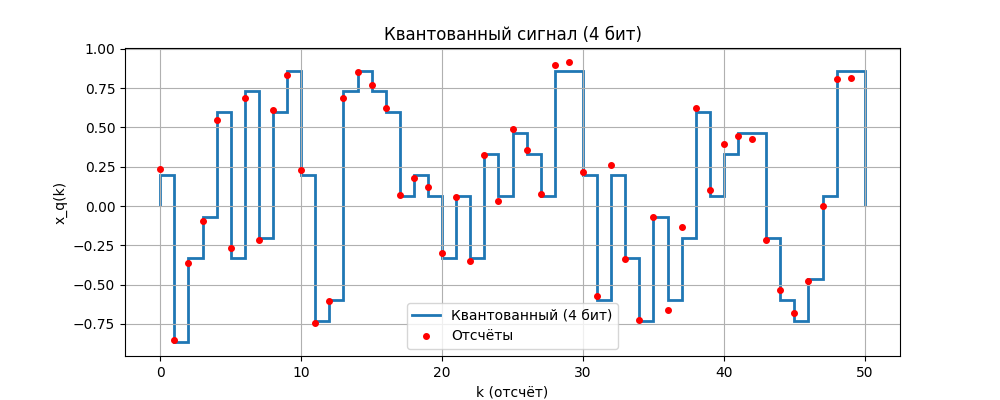 Квантованный сигнал (4 бит)
x_q(k)
1.00
0.75
0.50
0.25
0.00
−0.25
−0.50
−0.75
Квантованный (4 бит)
Отсчёты
0 10 20 30 40 50
k (отсчёт)